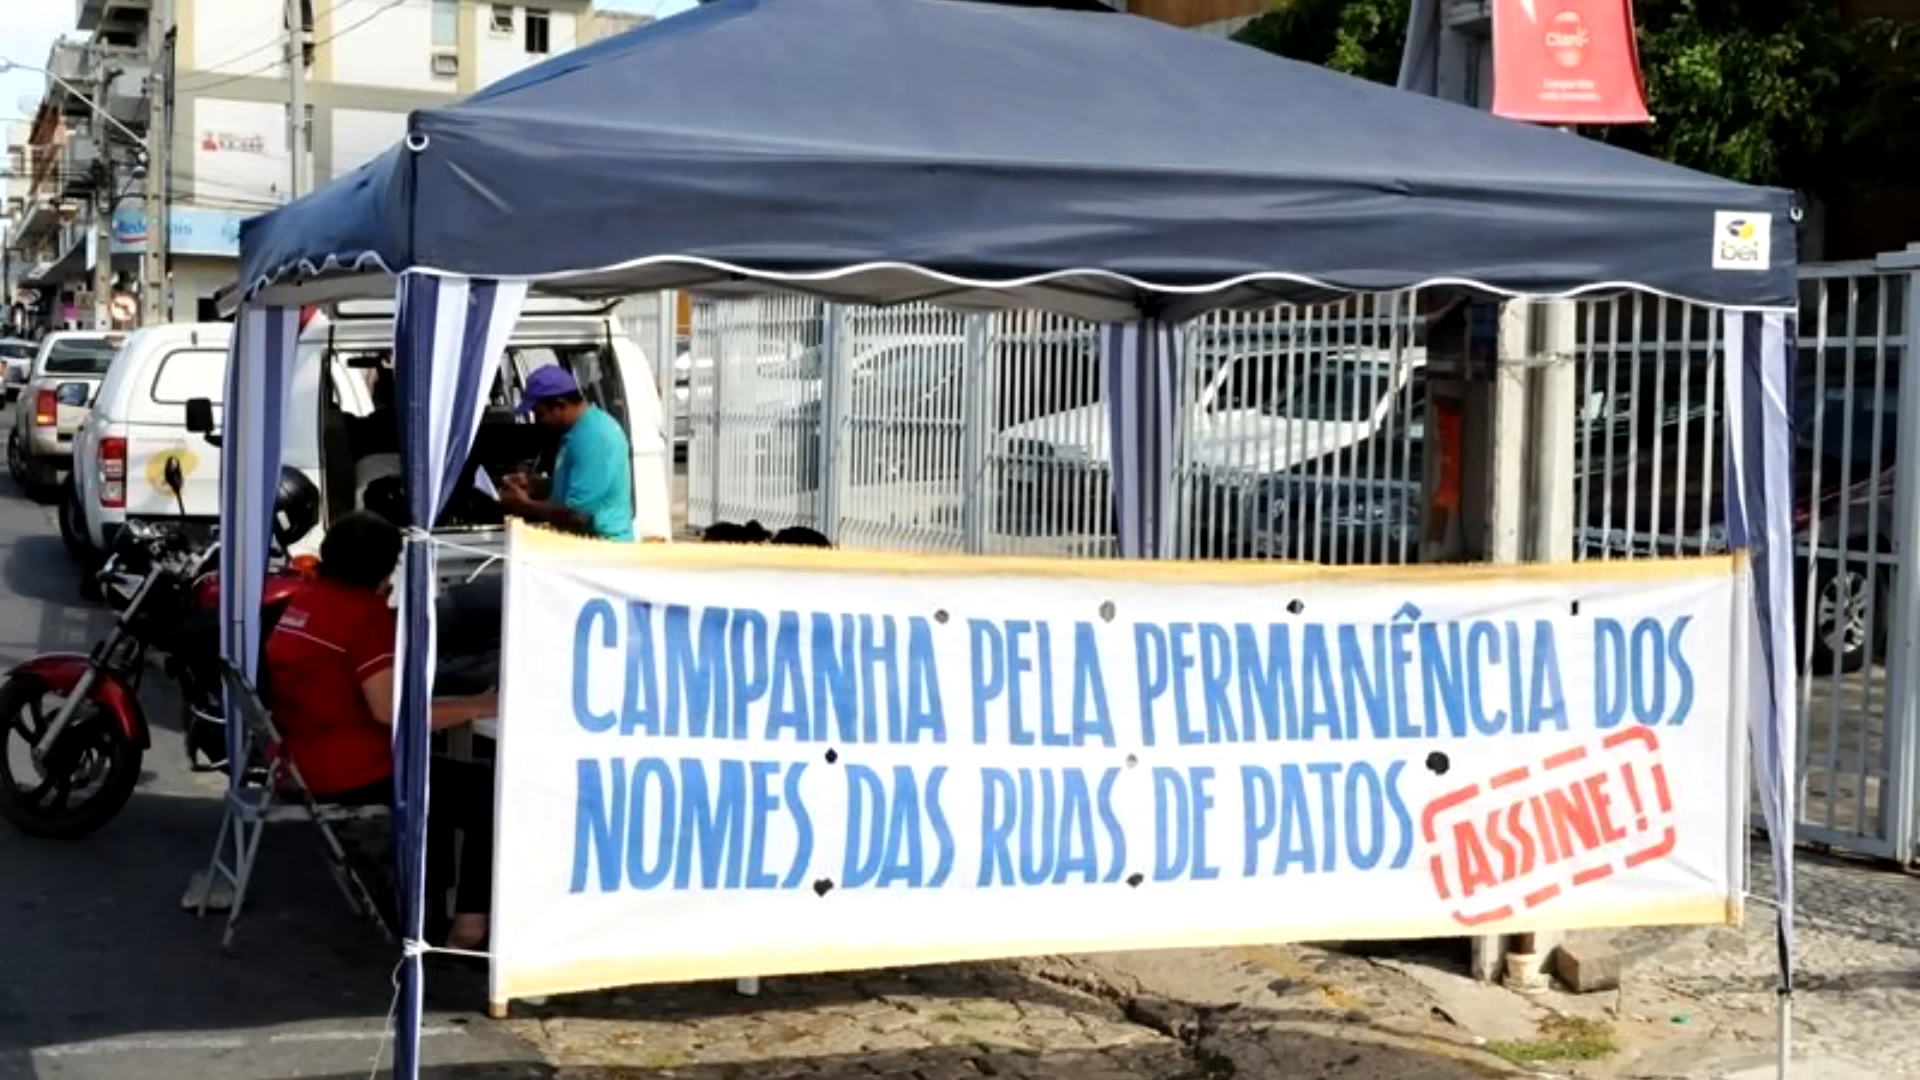 Claro
bei
CAMPANHA PELA PERMANÊNCIA DOS
NOMES DAS RUAS DE PATOS
ASSINE!